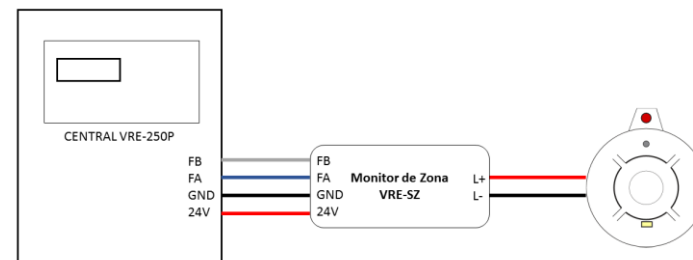 CENTRAL VRE-250P
FB
FA
GND
24V
FB
FA
GND
24V
Monitor de Zona
VRE-SZ
L+
L-